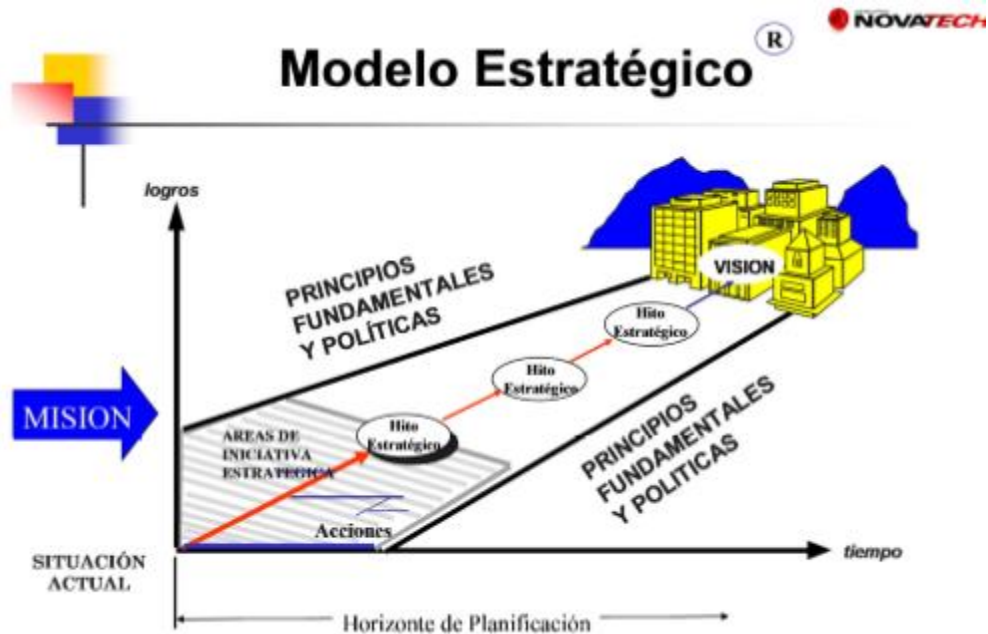 NOVATECH
Modelo Estratégico
R
logros
PRINCIPIOS
FUNDAMENTALES
Y POLÍTICAS
VISION
Hito
Estratégico
Hito
Estratégico
Hito
Estratégico
MISION
AREAS DE
INICIATIVA
ESTRATEGICA
Acciones
PRINCIPIOS
FUNDAMENTALES
Y POLÍTICAS
SITUACIÓN
ACTUAL
tiempo
Horizonte de Planificación